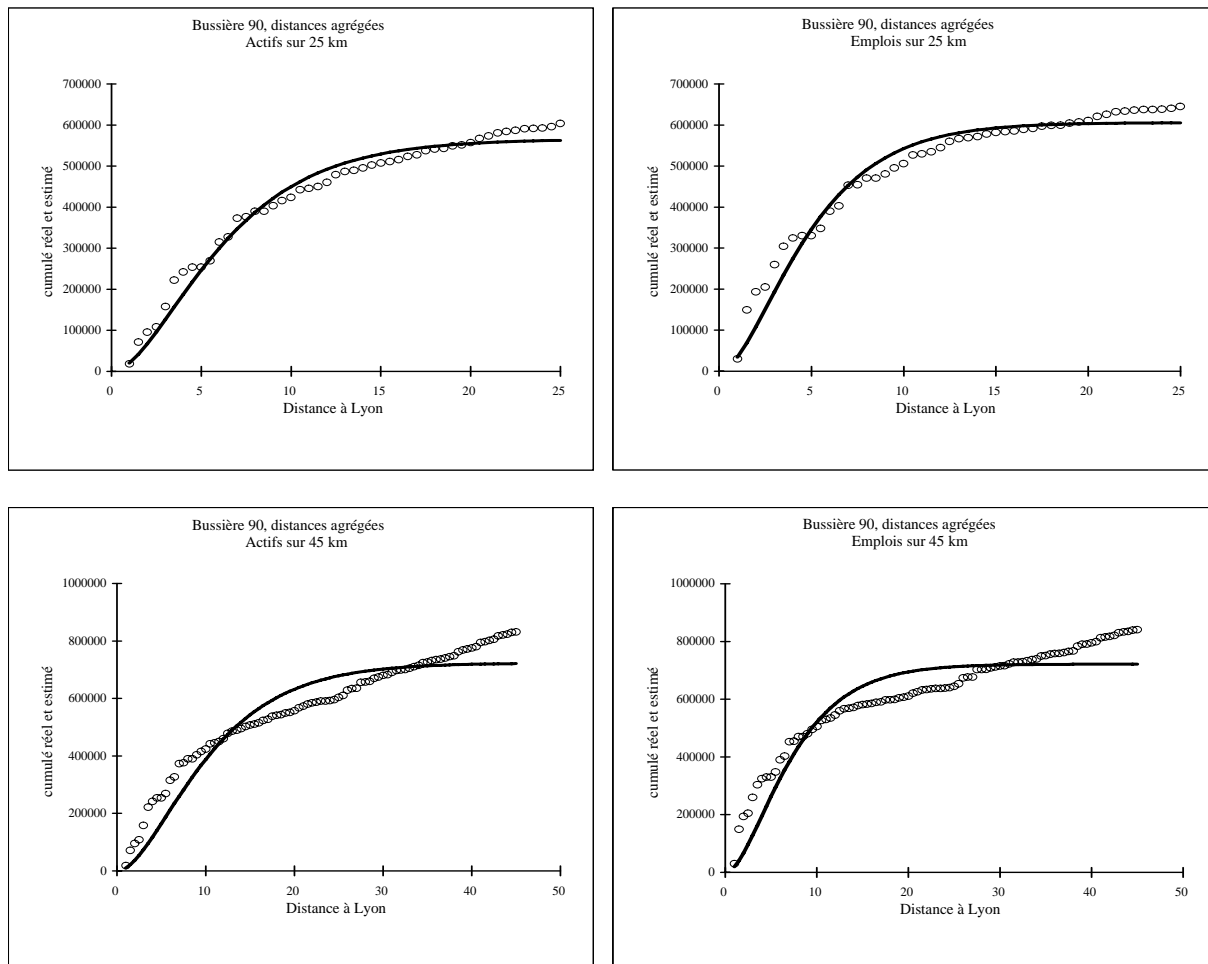 Bussière 90, distances agrégées
Actifs sur 25 km
700000
600000
500000
400000
300000
200000
100000
0
cumulé réel et estimé
0 5 10 15 20 25
Distance à Lyon
Bussière 90, distances agrégées
Emplois sur 25 km
700000
600000
500000
400000
300000
200000
100000
0
cumulé réel et estimé
0 5 10 15 20 25
Distance à Lyon
Bussière 90, distances agrégées
Actifs sur 45 km
1000000
800000
600000
400000
200000
0
cumulé réel et estimé
0 10 20 30 40 50
Distance à Lyon
Bussière 90, distances agrégées
Emplois sur 45 km
1000000
800000
600000
400000
200000
0
cumulé réel et estimé
0 10 20 30 40 50
Distance à Lyon